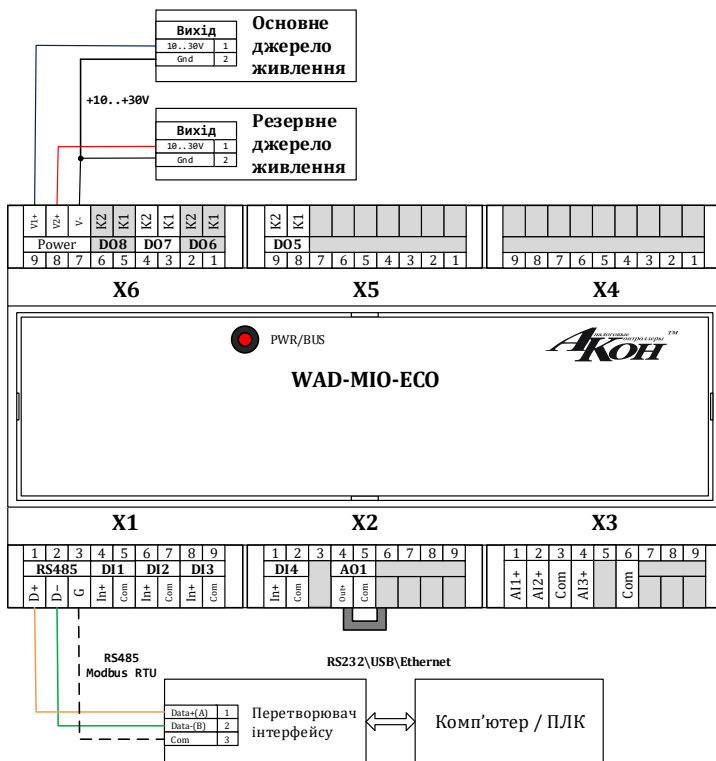 Вихід
10..30V 1
Gnd 2
Основне
джерело
живлення
+10..+30V
Вихід
10..30V 1
Gnd 2
Резервне
джерело
живлення
V1+ V2+ V- K2 K1 K2 K1 K2 K1
Power DO8 DO7 DO6
9 8 7 6 5 4 3 2 1
K2 K1
DO5
9 8 7 6 5 4 3 2 1
9 8 7 6 5 4 3 2 1
X6 X5 X4
PWR/BUS
АКОН
налоговые
онтроллеры
TM
WAD-MIO-ECO
X1 X2 X3
1 2 3 4 5 6 7 8 9
RS485 DI1 DI2 DI3
D+ D− G In+ Com In+ Com In+ Com
1 2 3 4 5 6 7 8 9
DI4 AO1
In+ Com Out+ Com
1 2 3 4 5 6 7 8 9
AI1+ AI2+ Com AI3+ Com
RS485
Modbus RTU
RS232\USB\Ethernet
Data+(A) 1
Data-(B) 2
Com 3
Перетворювач
інтерфейсу
Комп’ютер / ПЛК